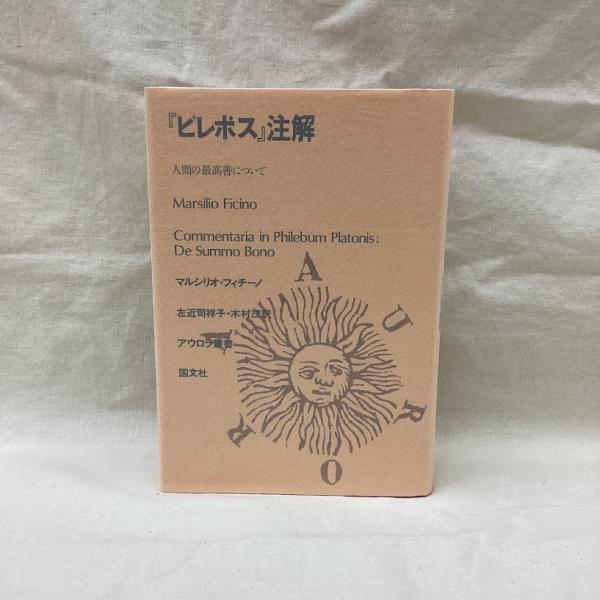 『ピレボス』注解
人間の最高善について
Marsilio Ficino
Commentaria in Philebum Platonis:
De Summo Bono
マルシリオ・フィチーノ
左近司祥子・木村茂訳
アウロラ叢書
国文社
A
U
R
O
R
A